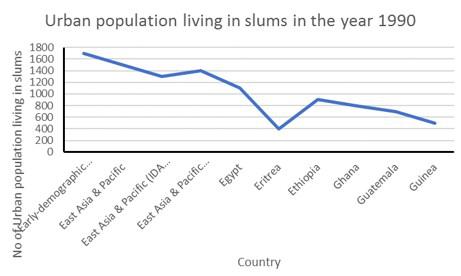 Urban population living in slums in the year 1990
No of Urban population living in slums
1800
1600
1400
1200
1000
800
600
400
200
0
Early-demographic...
East Asia & Pacific
East Asia & Pacific (IDA...
East Asia & Pacific...
Egypt
Eritrea
Ethiopia
Ghana
Guatemala
Guinea
Country